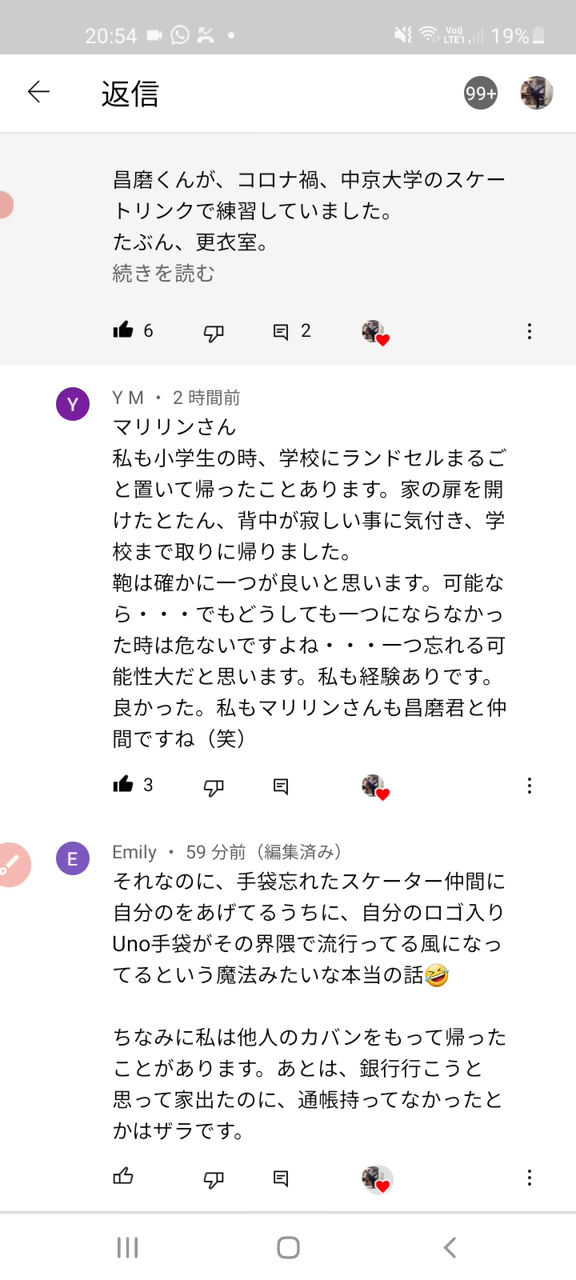 20:54
Vo))
LTE1
19%
返信
99+
昌磨くんが、コロナ禍、中京大学のスケー
トリンクで練習していました。
たぶん、更衣室。
続きを読む
6
2
Y
Y M ・ 2 時間前
マリリンさん
私も小学生の時、学校にランドセルまるご
と置いて帰ったことあります。家の扉を開
けたとたん、背中が寂しい事に気付き、学
校まで取りに帰りました。
鞄は確かに一つが良いと思います。可能な
ら・・・でもどうしても一つにならなかっ
た時は危ないですよね・・・一つ忘れる可
能性大だと思います。私も経験ありです。
良かった。私もマリリンさんも昌磨君と仲
間ですね（笑）
3
E
Emily ・ 59 分前（編集済み）
それなのに、手袋忘れたスケーター仲間に
自分のをあげてるうちに、自分のロゴ入り
Uno手袋がその界隈で流行ってる風になっ
てるという魔法みたいな本当の話🤣
ちなみに私は他人のカバンをもって帰った
ことがあります。あとは、銀行行こうと
思って家出たのに、通帳持ってなかったと
かはザラです。